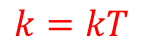 k = kT